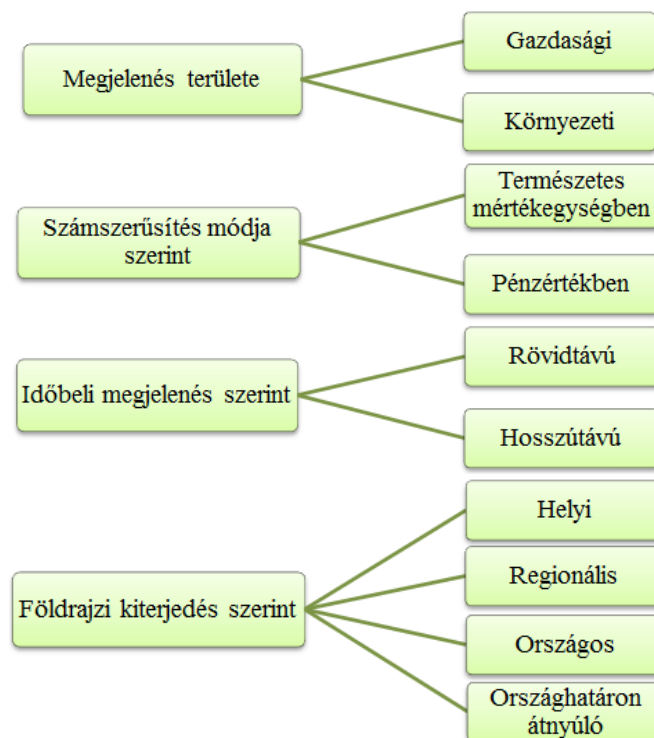 Megjelenés területe
Gazdasági
Környezeti
Számszerűsítés módja
szerint
Természetes
mértékegységben
Pénzértékben
Időbeli megjelenés szerint
Rövidtávú
Hosszútávú
Földrajzi kiterjedés szerint
Helyi
Regionális
Országos
Országhatáron
átnyúló